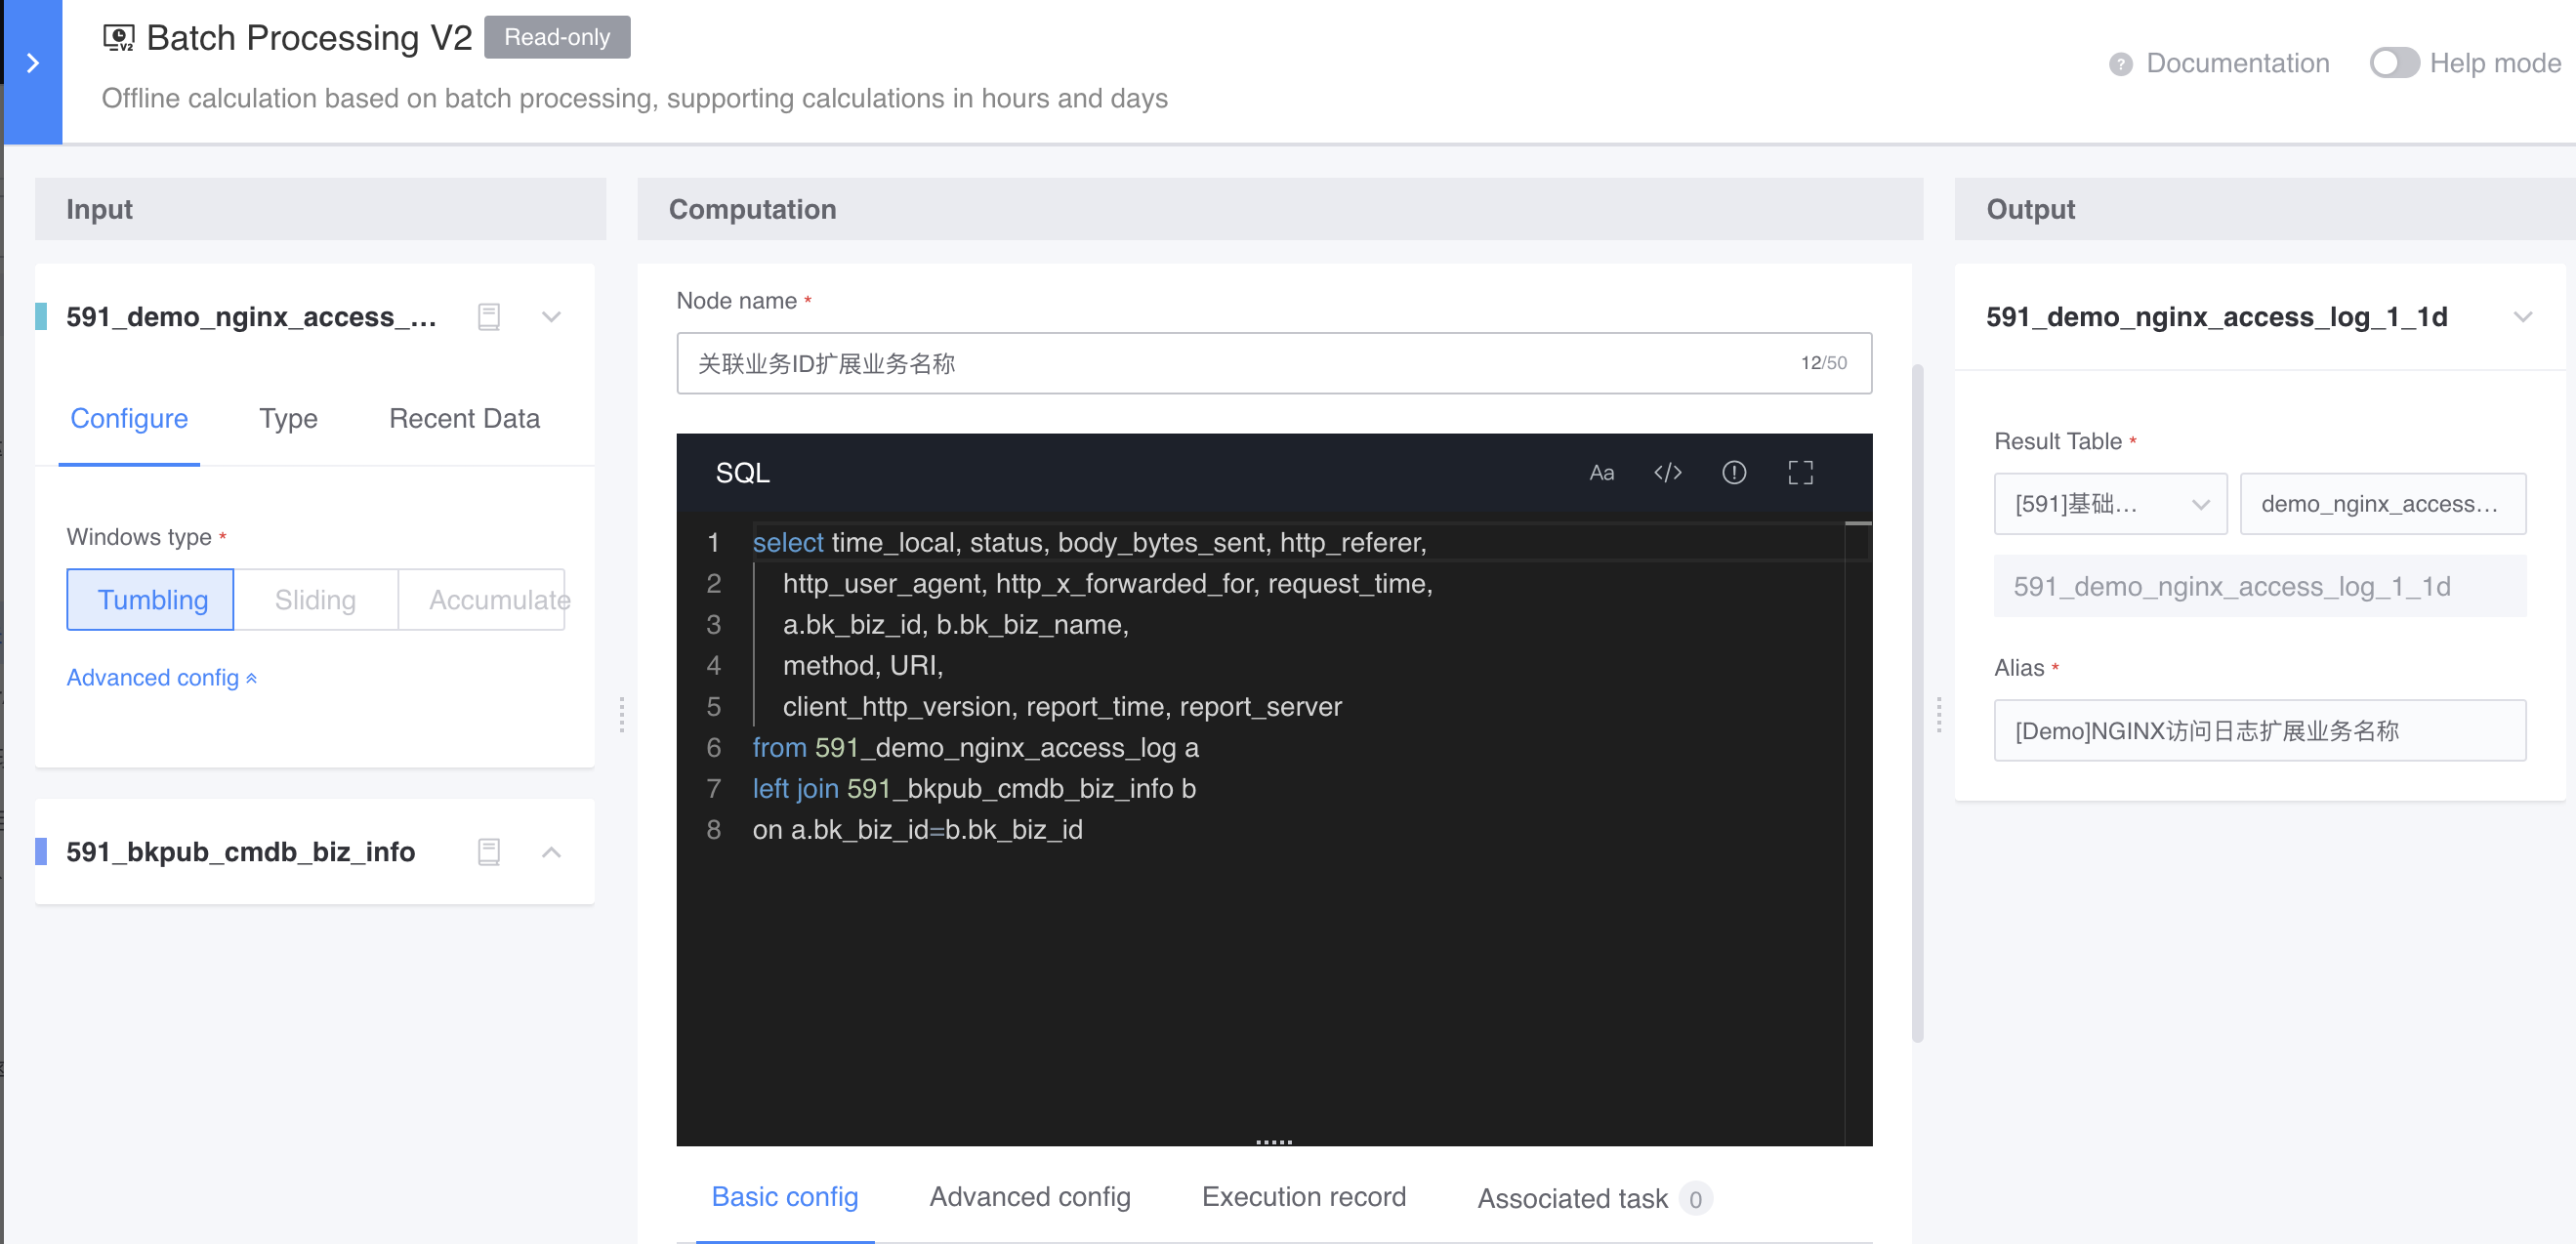 Batch Processing V2 Read-only
Offline calculation based on batch processing, supporting calculations in hours and days
Documentation Help mode
Input
591_demo_nginx_access_...
Configure Type Recent Data
Windows type *
Tumbling Sliding Accumulate
Advanced config
591_bkpub_cmdb_biz_info
Computation
Node name *
关联业务ID扩展业务名称 12/50
SQL Aa </>
1 select time_local, status, body_bytes_sent, http_referer,
2 http_user_agent, http_x_forwarded_for, request_time,
3 a.bk_biz_id, b.bk_biz_name,
4 method, URI,
5 client_http_version, report_time, report_server
6 from 591_demo_nginx_access_log a
7 left join 591_bkpub_cmdb_biz_info b
8 on a.bk_biz_id=b.bk_biz_id
Basic config Advanced config Execution record Associated task 0
Output
591_demo_nginx_access_log_1_1d
Result Table *
[591]基础... demo_nginx_access...
591_demo_nginx_access_log_1_1d
Alias *
[Demo]NGINX访问日志扩展业务名称